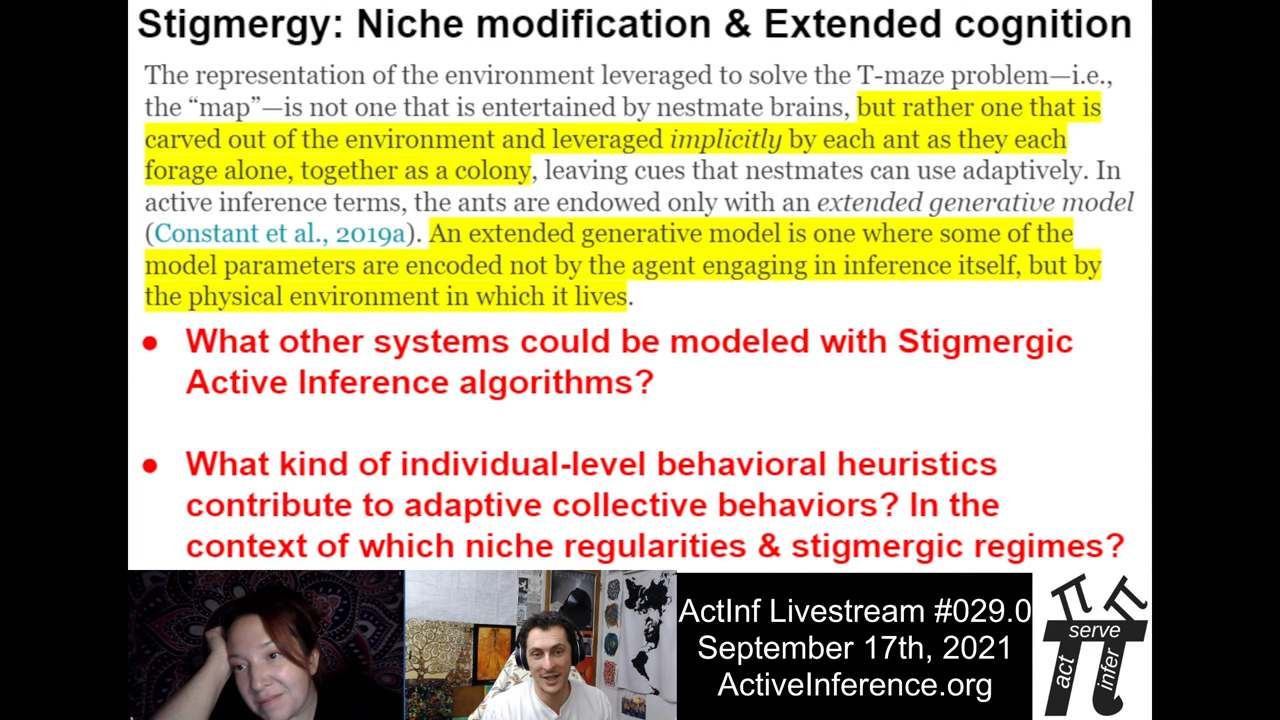 Stigmergy: Niche modification & Extended cognition
The representation of the environment leveraged to solve the T-maze problem—i.e.,
the “map”—is not one that is entertained by nestmate brains, but rather one that is
carved out of the environment and leveraged implicitly by each ant as they each
forage alone, together as a colony, leaving cues that nestmates can use adaptively. In
active inference terms, the ants are endowed only with an extended generative model
(Constant et al., 2019a). An extended generative model is one where some of the
model parameters are encoded not by the agent engaging in inference itself, but by
the physical environment in which it lives.
● What other systems could be modeled with Stigmergic
Active Inference algorithms?
● What kind of individual-level behavioral heuristics
contribute to adaptive collective behaviors? In the
context of which niche regularities & stigmergic regimes?
ActInf Livestream #029.0
September 17th, 2021
ActiveInference.org
serve
act
infer